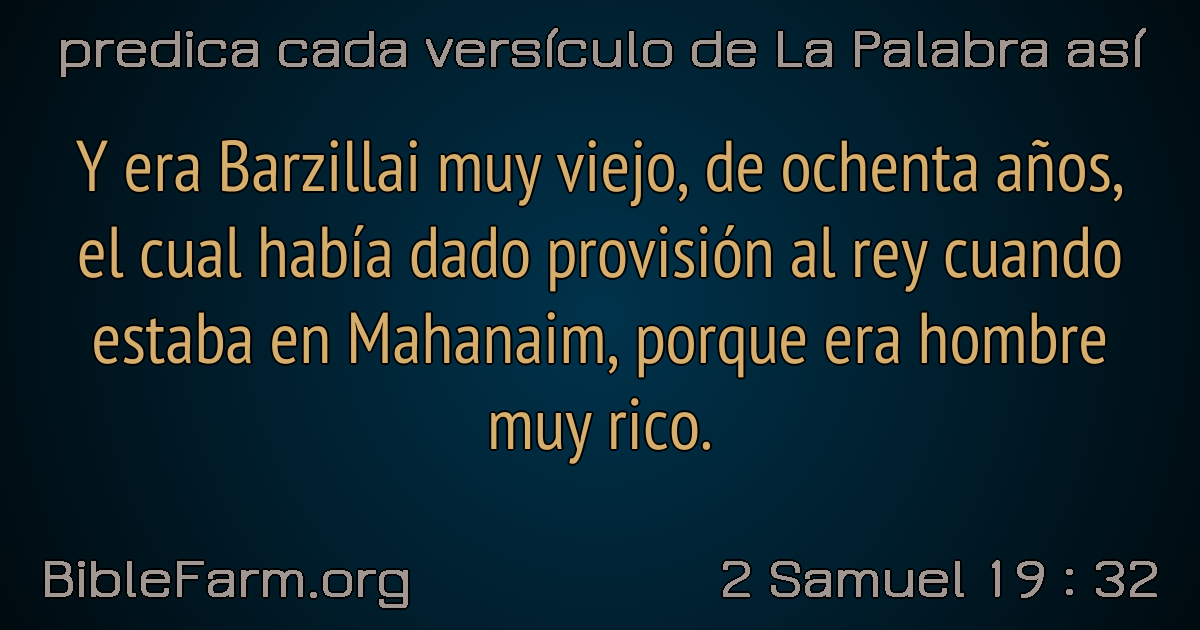 predica cada versículo de La Palabra así
Y era Barzillai muy viejo, de ochenta años,
el cual había dado provisión al rey cuando
estaba en Mahanaim, porque era hombre
muy rico.
BibleFarm.org
2 Samuel 19 : 32